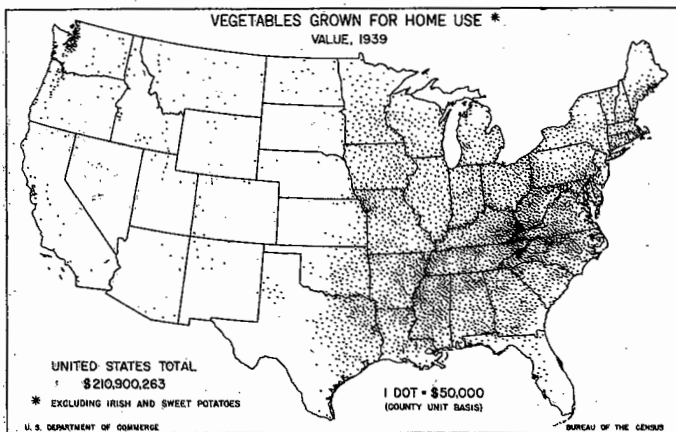 VEGETABLES GROWN FOR HOME USE *
VALUE, 1939
UNITED STATES TOTAL
$210,900,263
* EXCLUDING IRISH AND SWEET POTATOES
1 DOT = $50,000
(COUNTY UNIT BASIS)
U. S. DEPARTMENT OF COMMERCE
BUREAU OF THE CENSUS